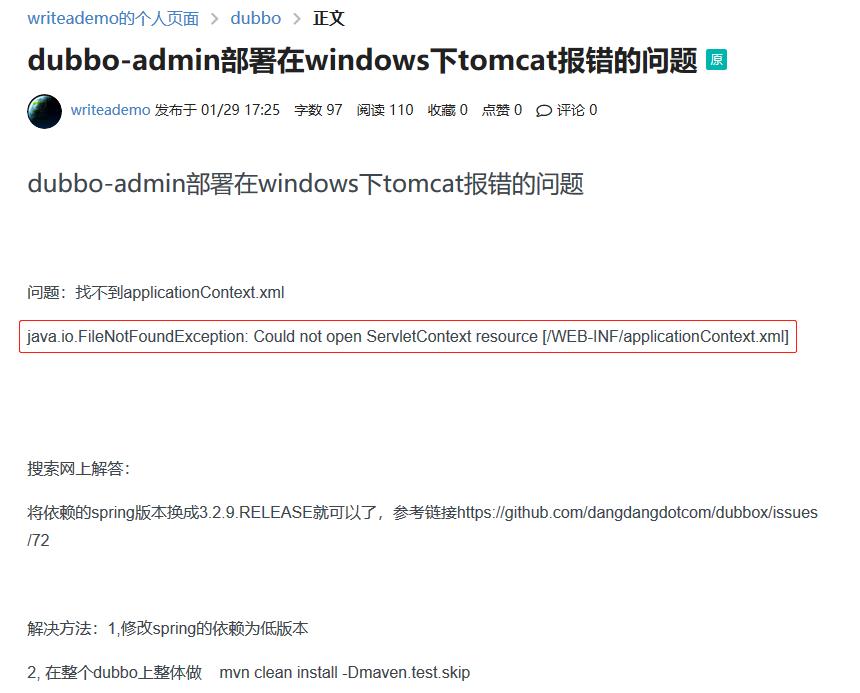 writeademo的个人页面 > dubbo > 正文
dubbo-admin部署在windows下tomcat报错的问题 原
writeademo 发布于 01/29 17:25 字数 97 阅读 110 收藏 0 点赞 0 评论 0
dubbo-admin部署在windows下tomcat报错的问题
问题：找不到applicationContext.xml
java.io.FileNotFoundException: Could not open ServletContext resource [/WEB-INF/applicationContext.xml]
搜索网上解答：
将依赖的spring版本换成3.2.9.RELEASE就可以了，参考链接https://github.com/dangdangdotcom/dubbox/issues
/72
解决方法：1,修改spring的依赖为低版本
2, 在整个dubbo上整体做 mvn clean install -Dmaven.test.skip